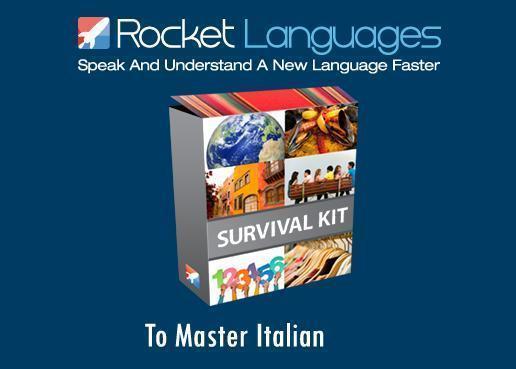 Rocket Languages
Speak And Understand A New Language Faster
SURVIVAL KIT
123456
To Master Italian